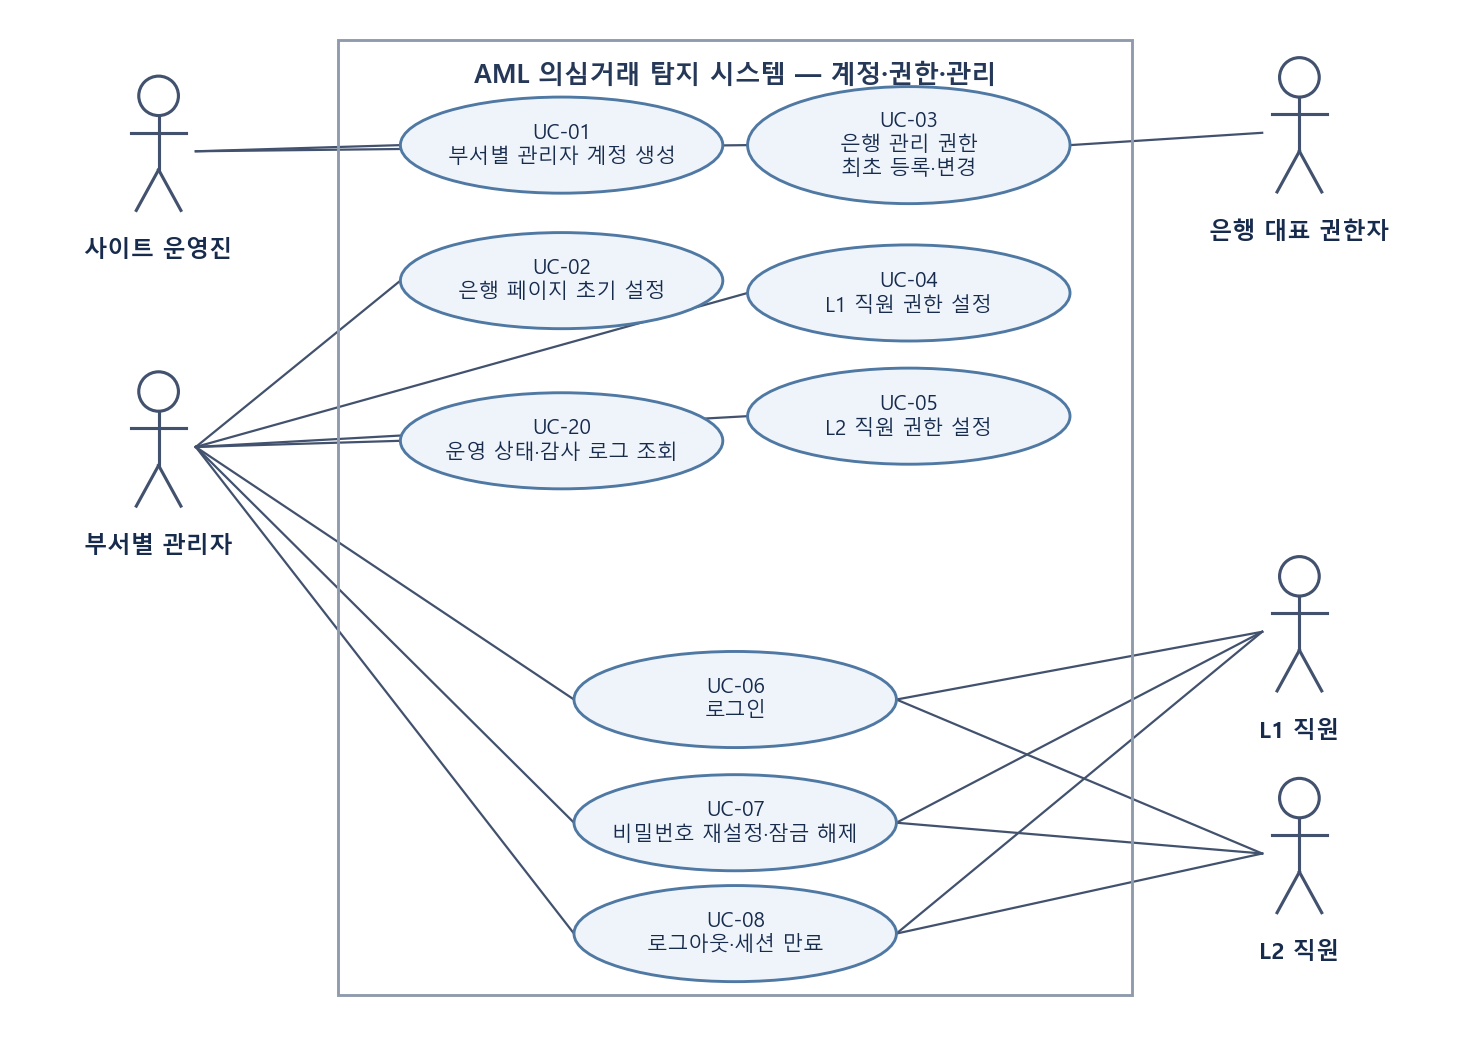 AML 의심거래 탐지 시스템 — 계정·권한·관리
UC-01
부서별 관리자 계정 생성
UC-03
은행 관리 권한
최초 등록·변경
사이트 운영진
은행 대표 권한자
UC-02
은행 페이지 초기 설정
UC-04
L1 직원 권한 설정
UC-20
운영 상태·감사 로그 조회
UC-05
L2 직원 권한 설정
부서별 관리자
UC-06
로그인
L1 직원
UC-07
비밀번호 재설정·잠금 해제
UC-08
로그아웃·세션 만료
L2 직원